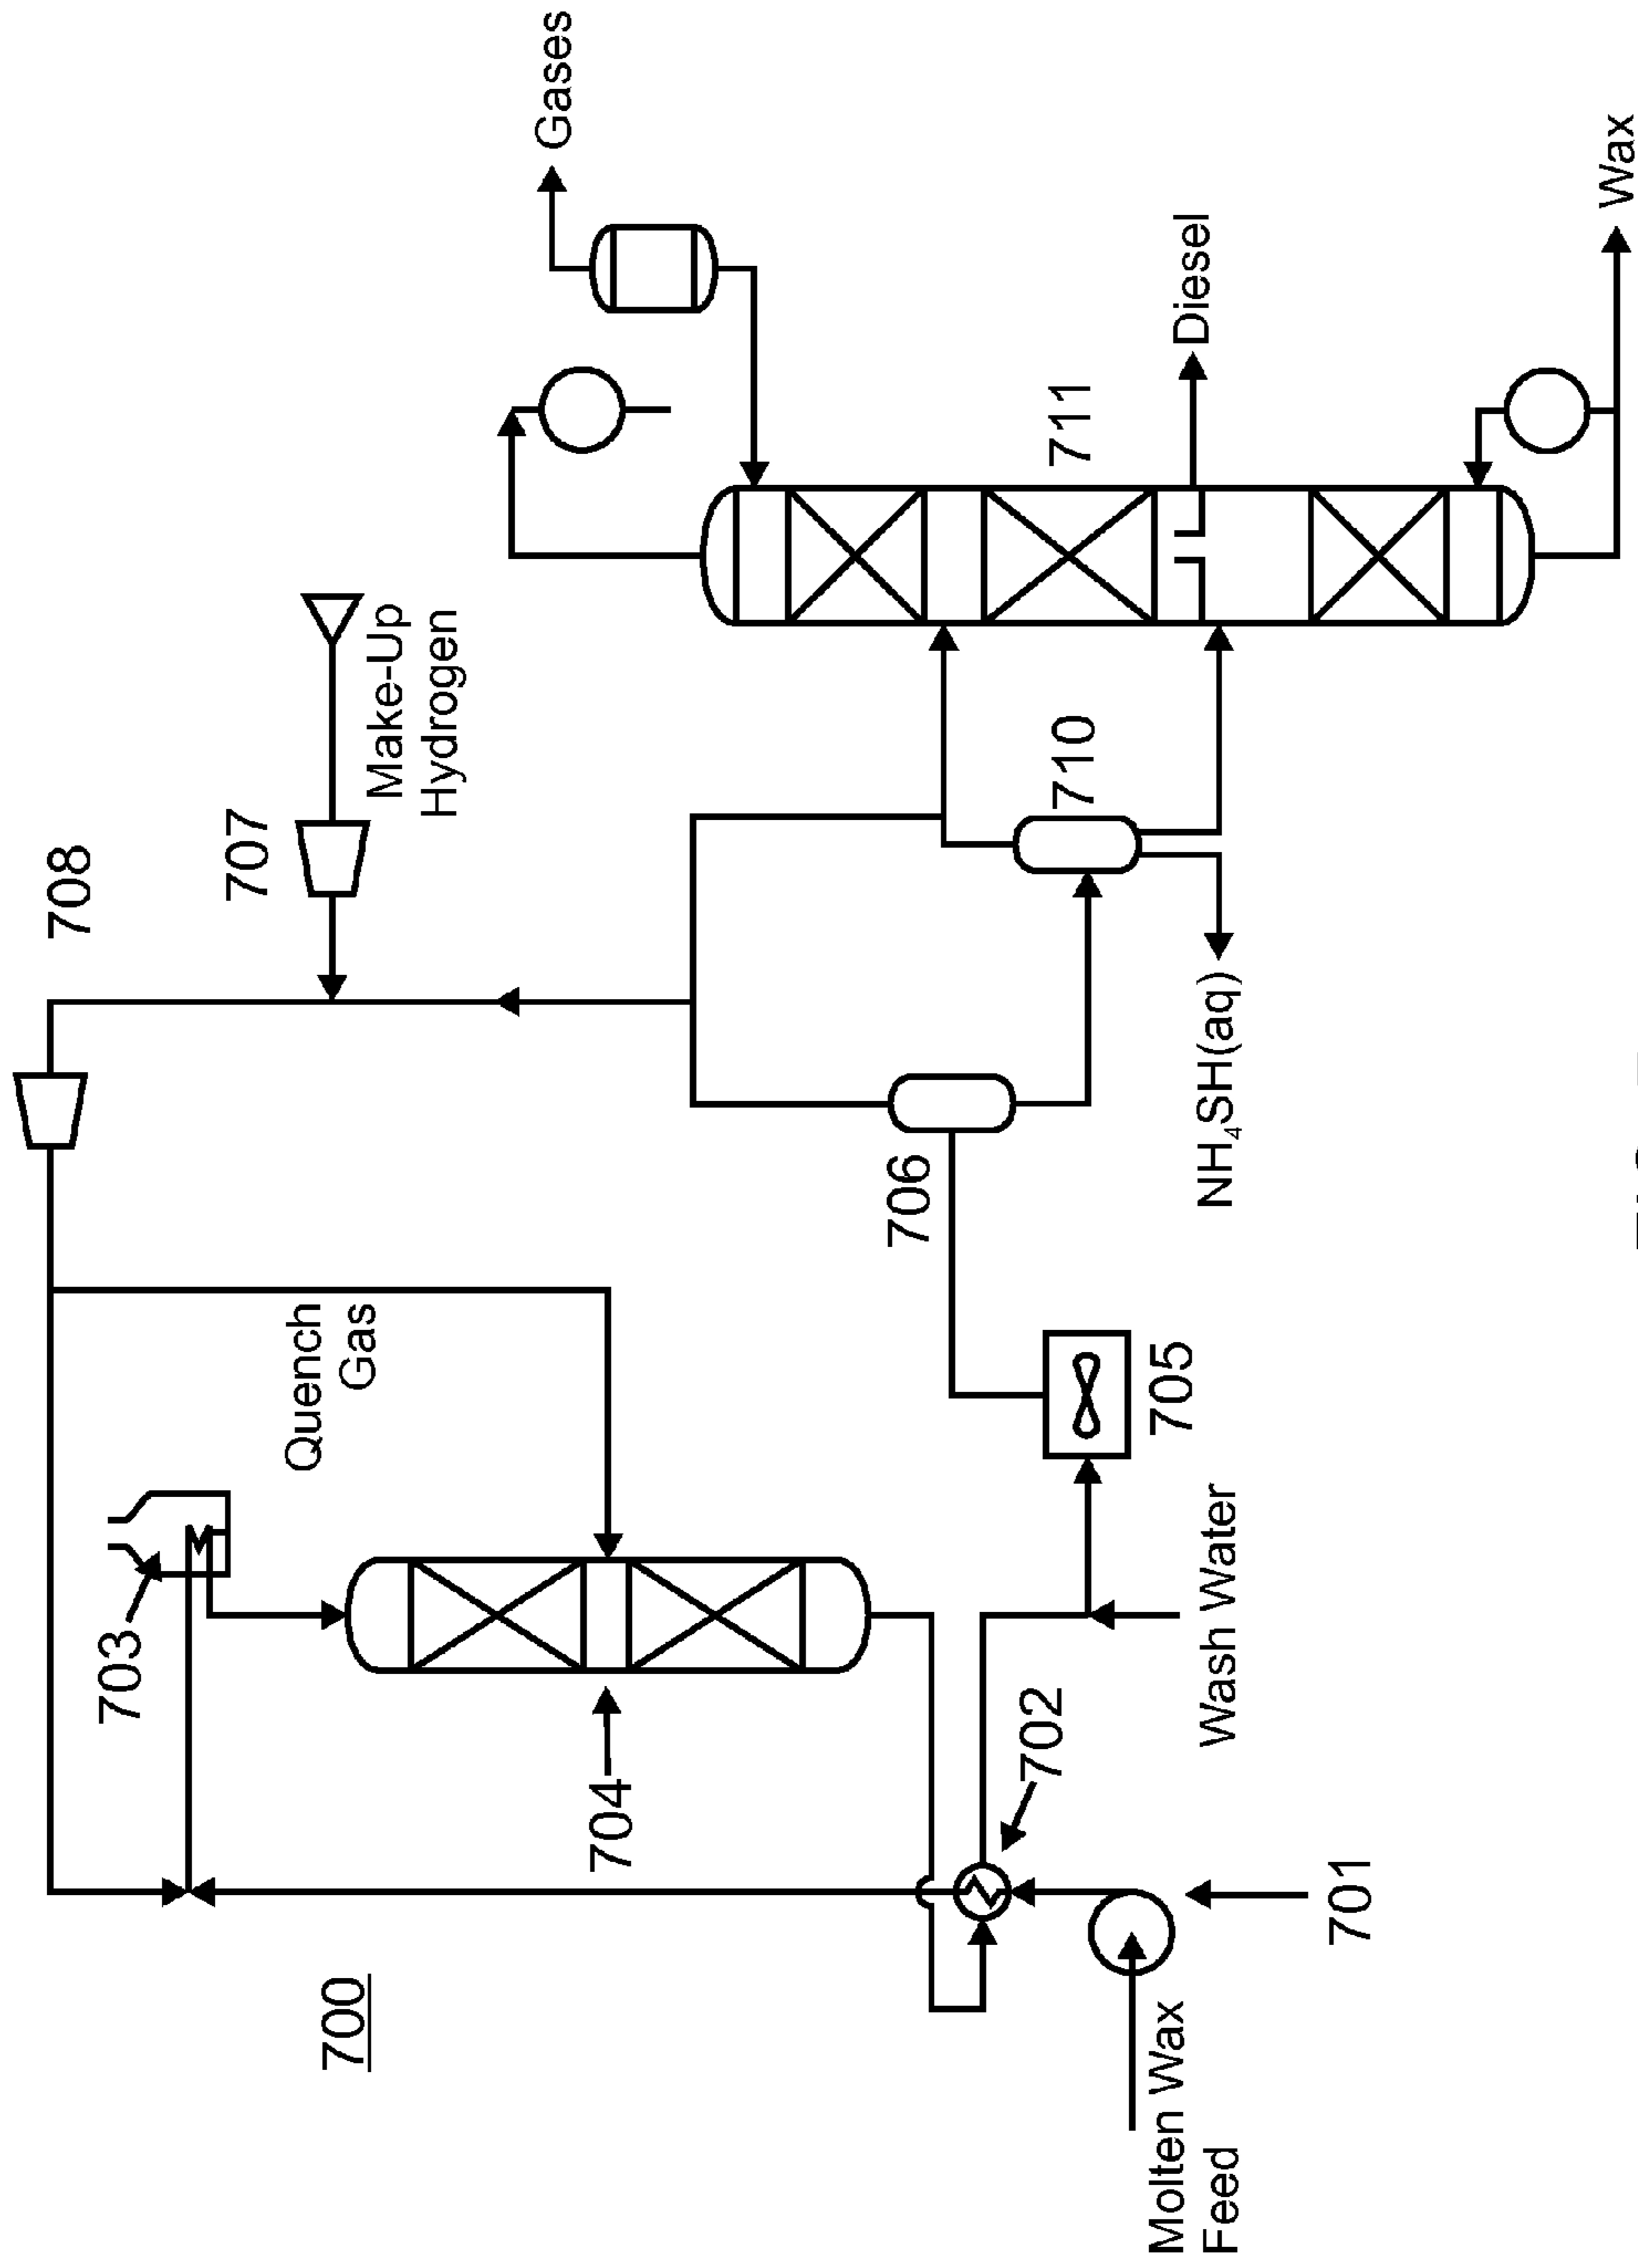 708
703
707
Quench
Gas
700
Make-Up
Hydrogen
Gases
704
706
702
710
711
705
Molten Wax
Feed
Diesel
Wash Water
NH₄SH(aq)
701
Wax